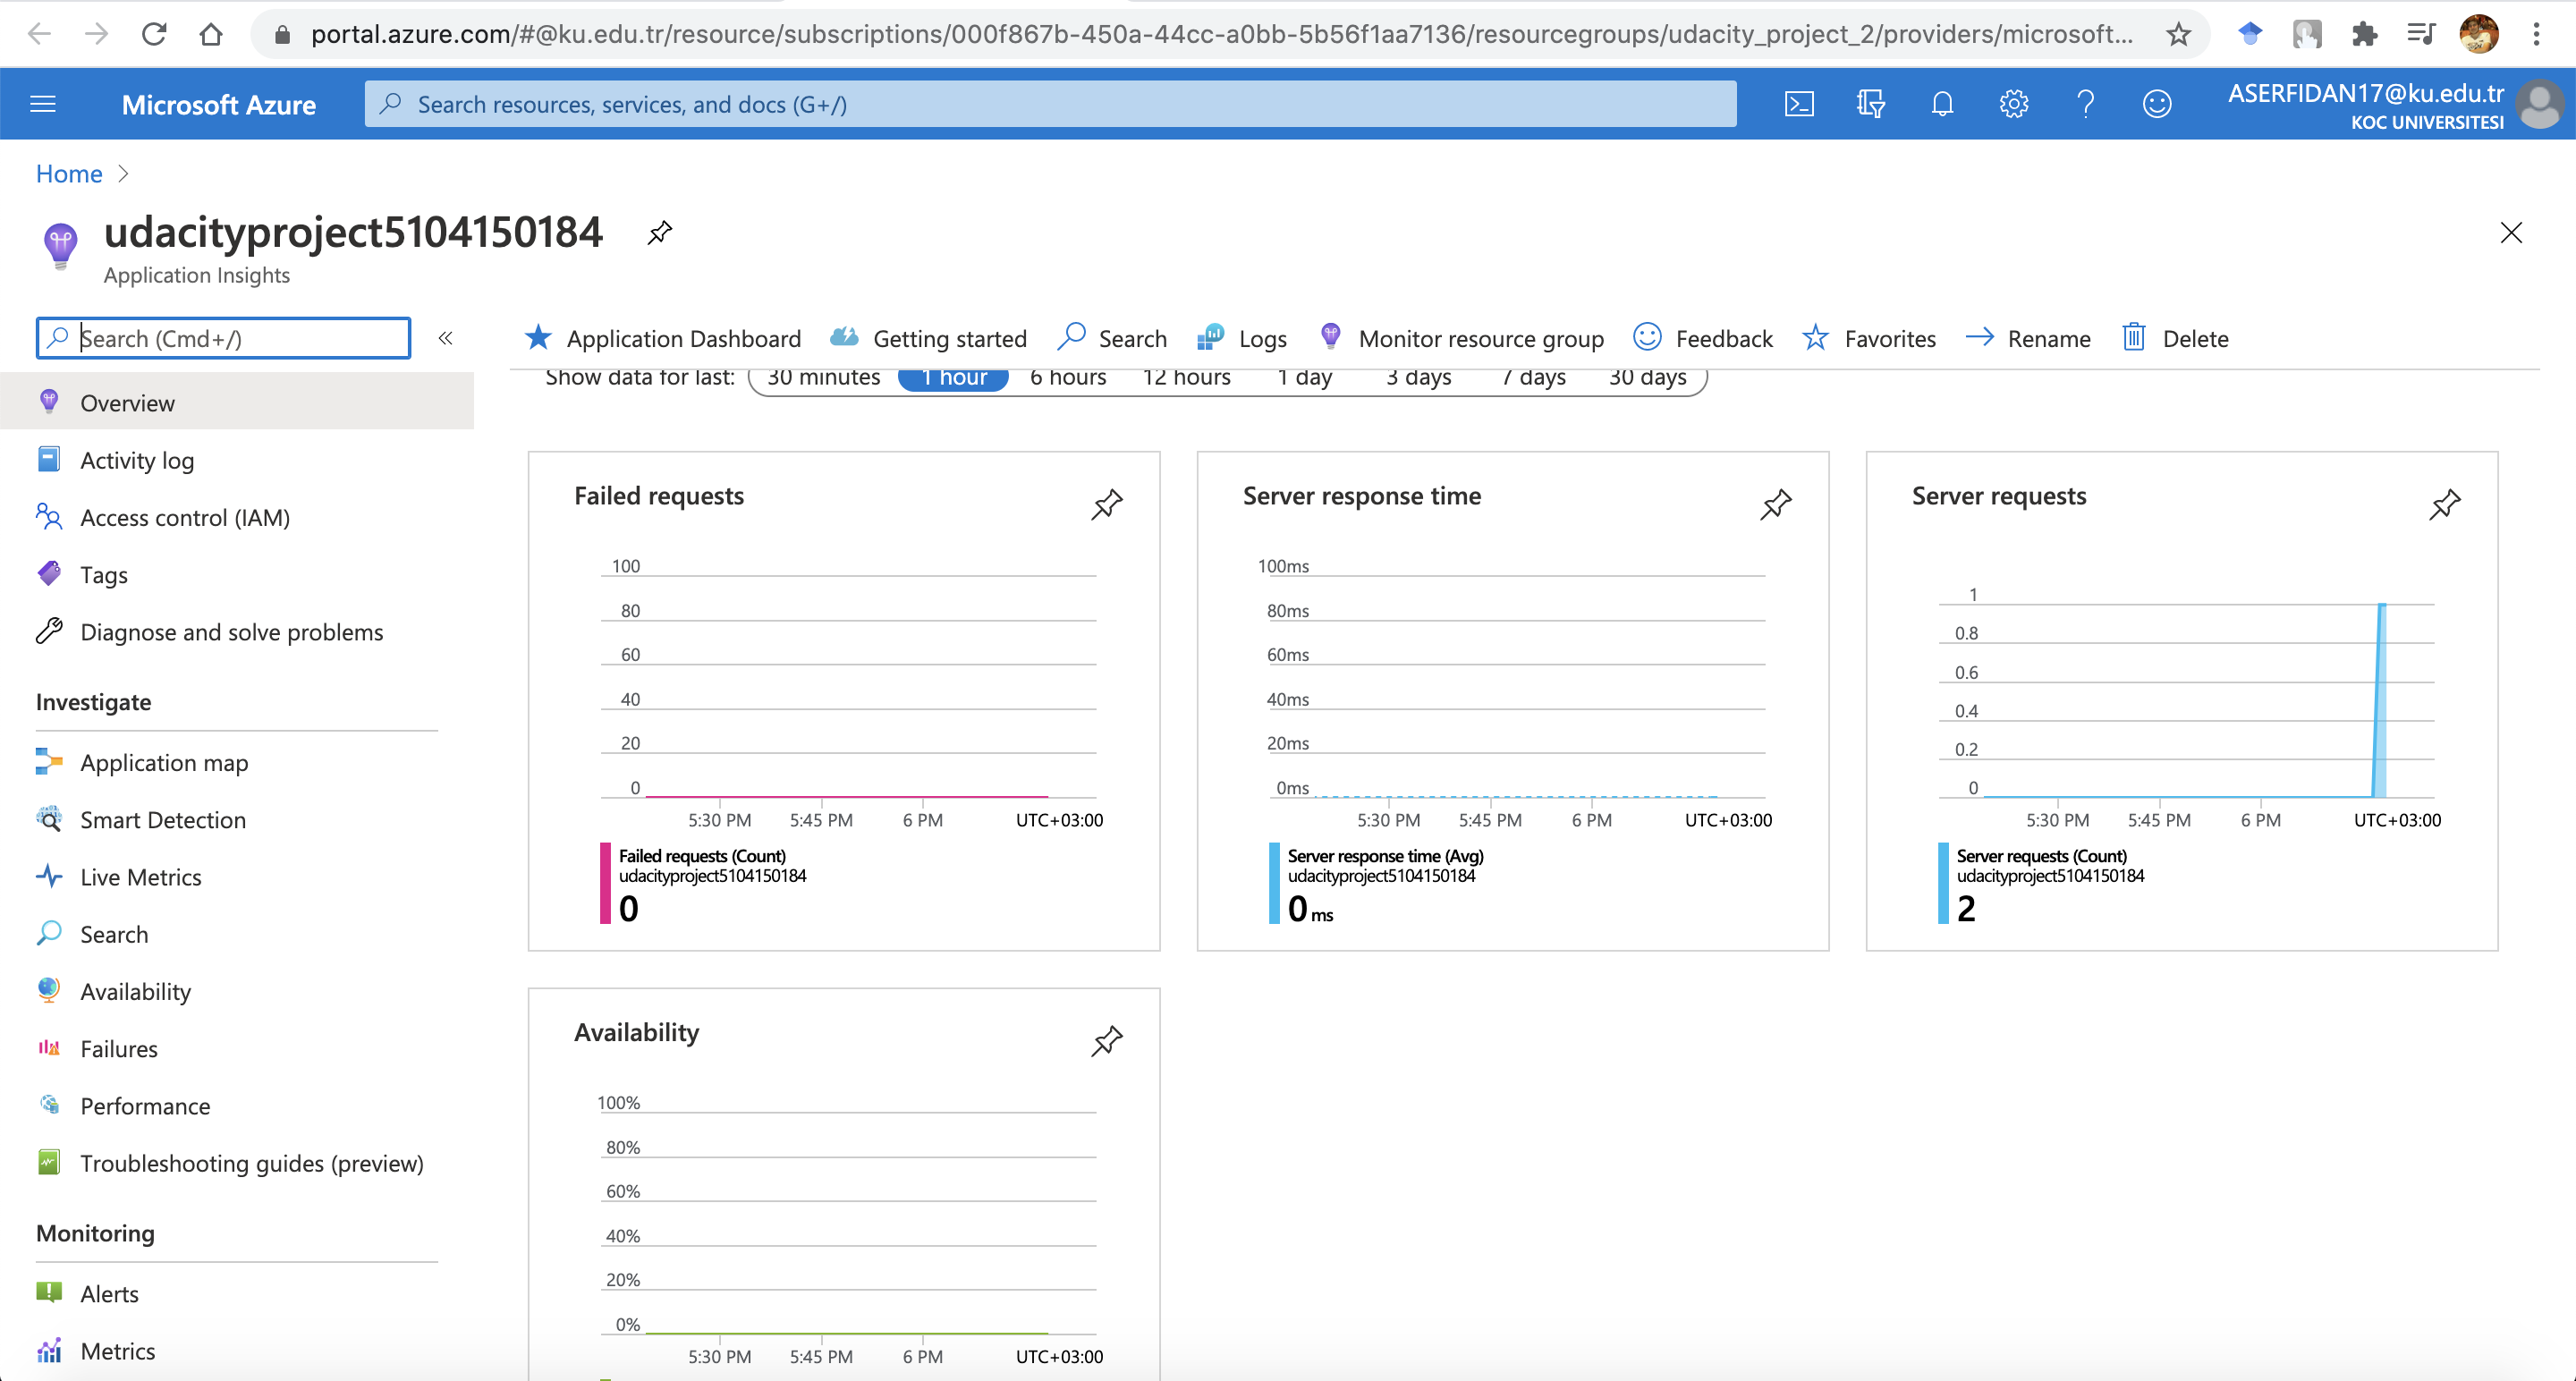 portal.azure.com/#@ku.edu.tr/resource/subscriptions/000f867b-450a-44cc-a0bb-5b56f1aa7136/resourcegroups/udacity_project_2/providers/microsoft...
Microsoft Azure
Search resources, services, and docs (G+/)
ASERFIDAN17@ku.edu.tr
KOC UNIVERSITESI
Home
udacityproject5104150184
Application Insights
Search (Cmd+/)
«
Application Dashboard
Getting started
Search
Logs
Monitor resource group
Feedback
Favorites
Rename
Delete
Show data for last:
30 minutes
1 hour
6 hours
12 hours
1 day
3 days
7 days
30 days
Overview
Activity log
Access control (IAM)
Tags
Diagnose and solve problems
Investigate
Application map
Smart Detection
Live Metrics
Search
Availability
Failures
Performance
Troubleshooting guides (preview)
Monitoring
Alerts
Metrics
Failed requests
100
80
60
40
20
0
5:30 PM
5:45 PM
6 PM
UTC+03:00
Failed requests (Count)
udacityproject5104150184
0
Server response time
100ms
80ms
60ms
40ms
20ms
0ms
5:30 PM
5:45 PM
6 PM
UTC+03:00
Server response time (Avg)
udacityproject5104150184
0 ms
Server requests
1
0.8
0.6
0.4
0.2
0
5:30 PM
5:45 PM
6 PM
UTC+03:00
Server requests (Count)
udacityproject5104150184
2
Availability
100%
80%
60%
40%
20%
0%
5:30 PM
5:45 PM
6 PM
UTC+03:00